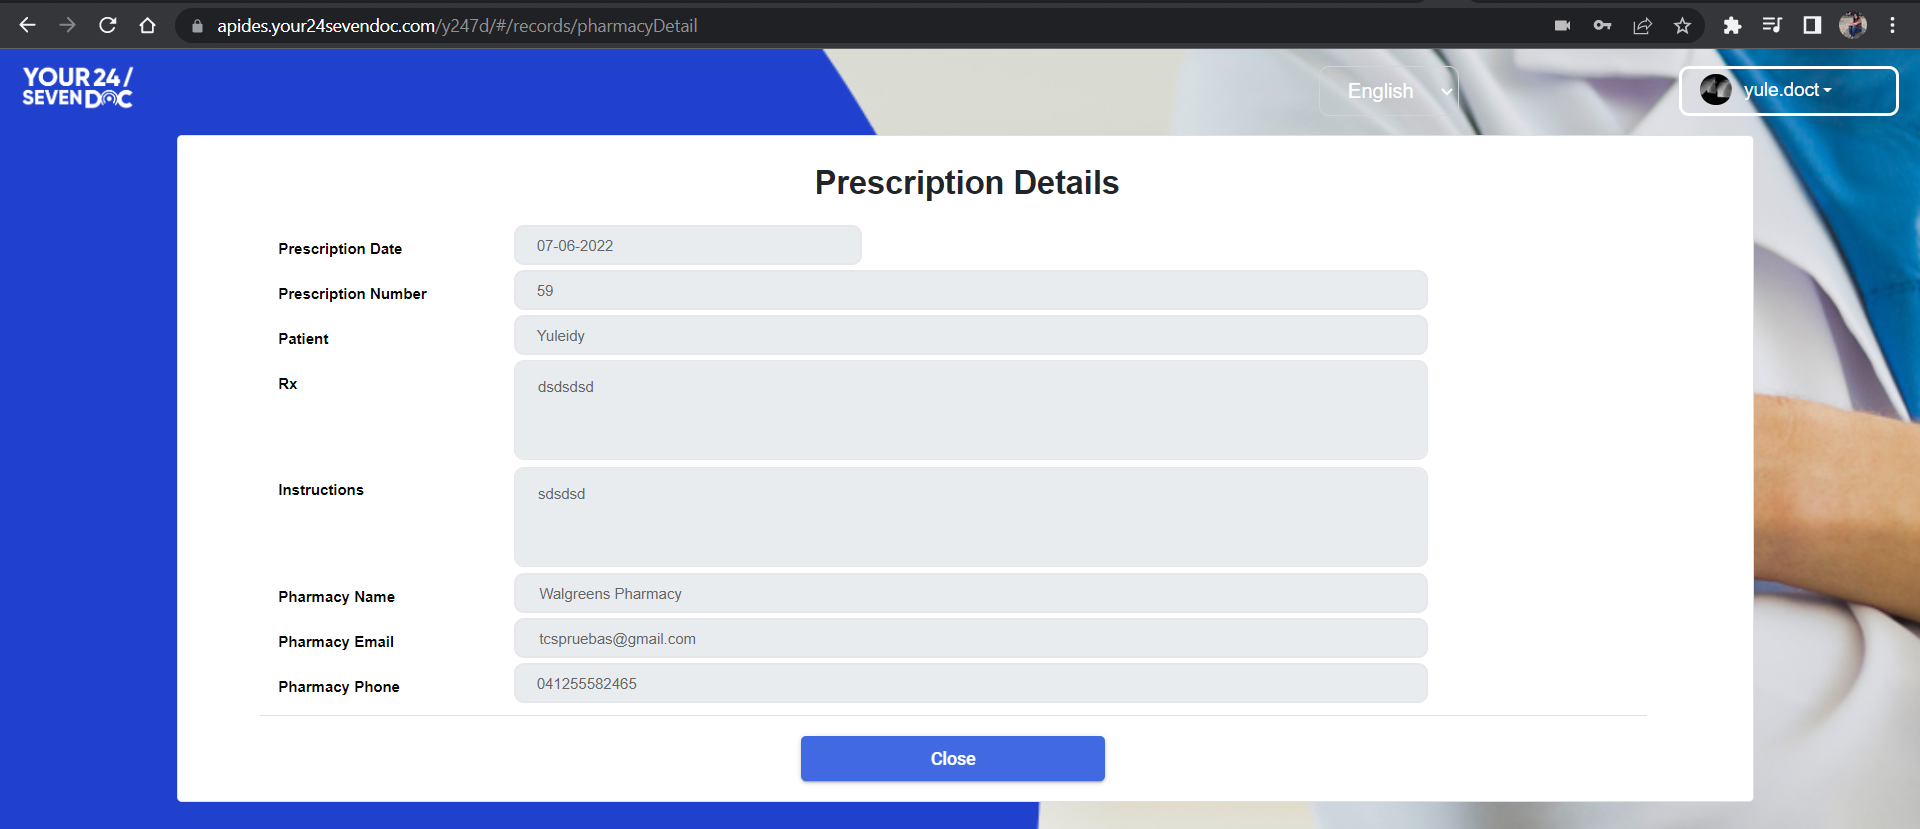 apides.your24sevendoc.com/y247d/#/records/pharmacyDetail
YOUR 24/
SEVEN DOC
English
yule.doct
Prescription Details
Prescription Date
07-06-2022
Prescription Number
59
Patient
Yuleidy
Rx
dsdsdsd
Instructions
sdsdsd
Pharmacy Name
Walgreens Pharmacy
Pharmacy Email
tcspruebas@gmail.com
Pharmacy Phone
041255582465
Close